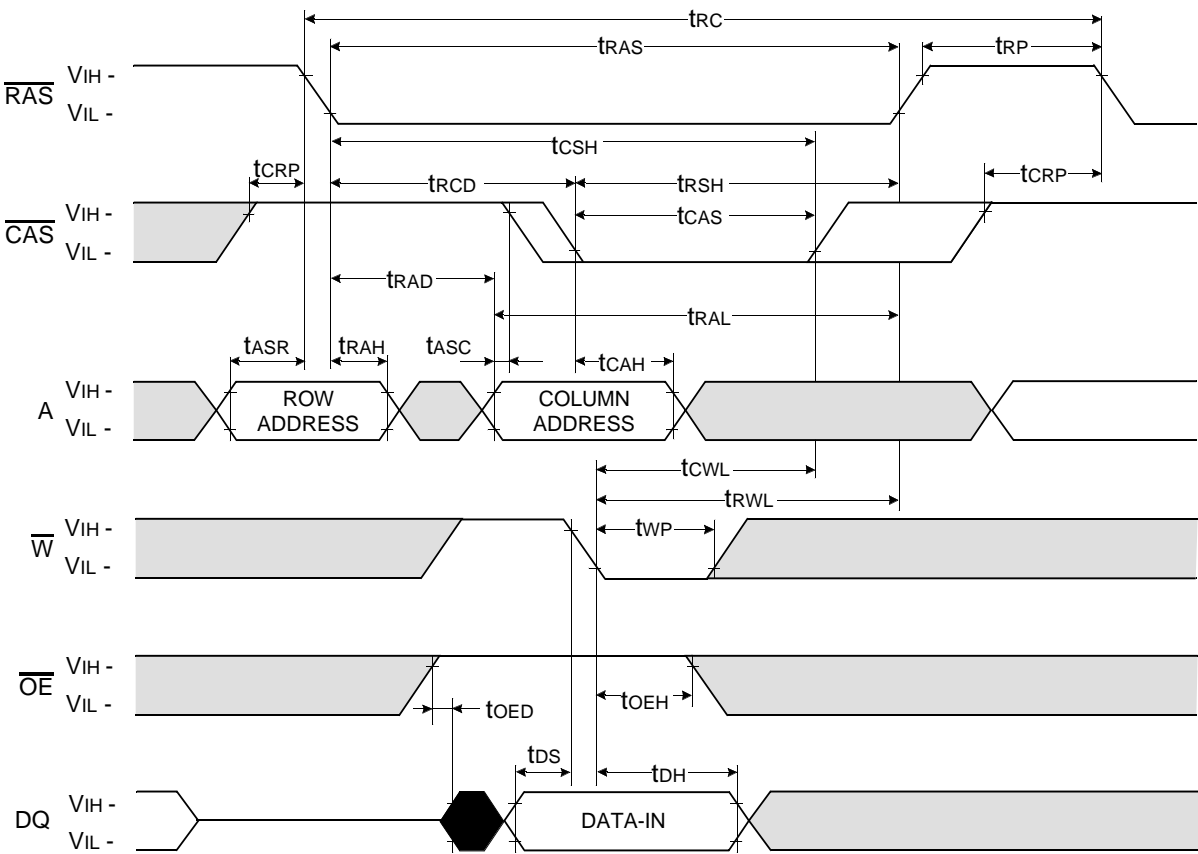 tRC
tRAS
tRP
RAS
VIH -
VIL -
tCSH
tCRP
tRCD
tRSH
tCRP
CAS
VIH -
VIL -
tCAS
tRAD
tRAL
tASR
tRAH
tASC
tCAH
A
VIH -
VIL -
ROW
ADDRESS
COLUMN
ADDRESS
tCWL
tRWL
W
VIH -
VIL -
tWP
OE
VIH -
VIL -
tOED
tOEH
tDS
tDH
DQ
VIH -
VIL -
DATA-IN